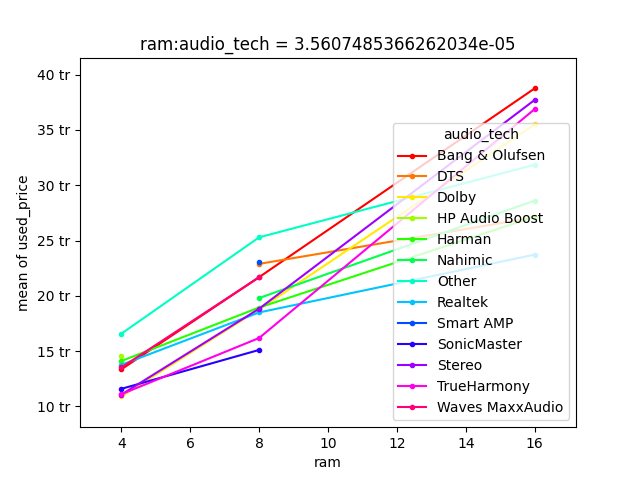 ram:audio_tech = 3.5607485366262034e-05
40 tr
35 tr
30 tr
25 tr
20 tr
15 tr
10 tr
mean of used_price
4
6
8
10
12
14
16
ram
audio_tech
Bang & Olufsen
DTS
Dolby
HP Audio Boost
Harman
Nahimic
Other
Realtek
Smart AMP
SonicMaster
Stereo
TrueHarmony
Waves MaxxAudio